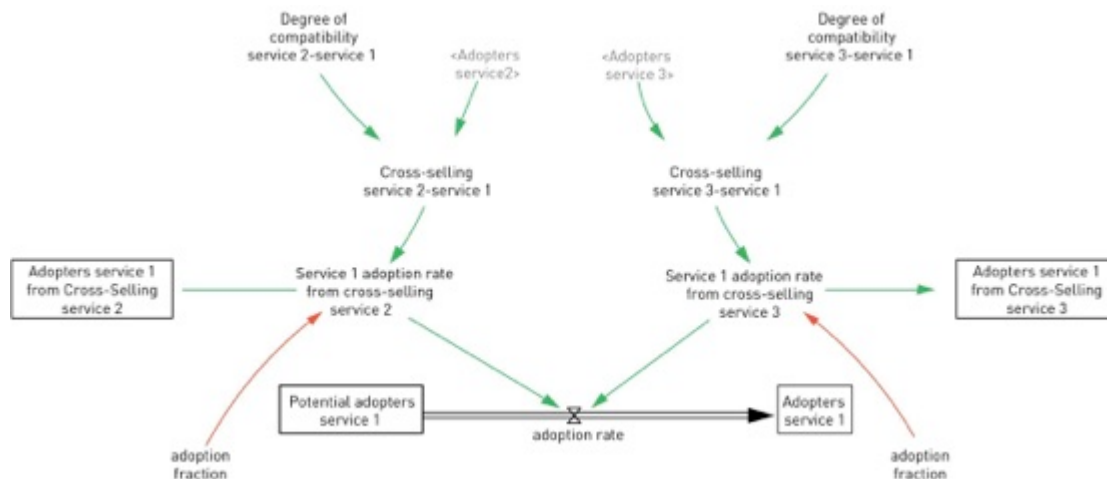 Degree of
compatibility
service 2-service 1
<Adopters
service2>
<Adopters
service 3>
Degree of
compatibility
service 3-service 1
Cross-selling
service 2-service 1
Cross-selling
service 3-service 1
Adopters service 1
from Cross-Selling
service 2
Service 1 adoption rate
from cross-selling
service 2
Service 1 adoption rate
from cross-selling
service 3
Adopters service 1
from Cross-Selling
service 3
Potential adopters
service 1
adoption rate
Adopters
service 1
adoption
fraction
adoption
fraction